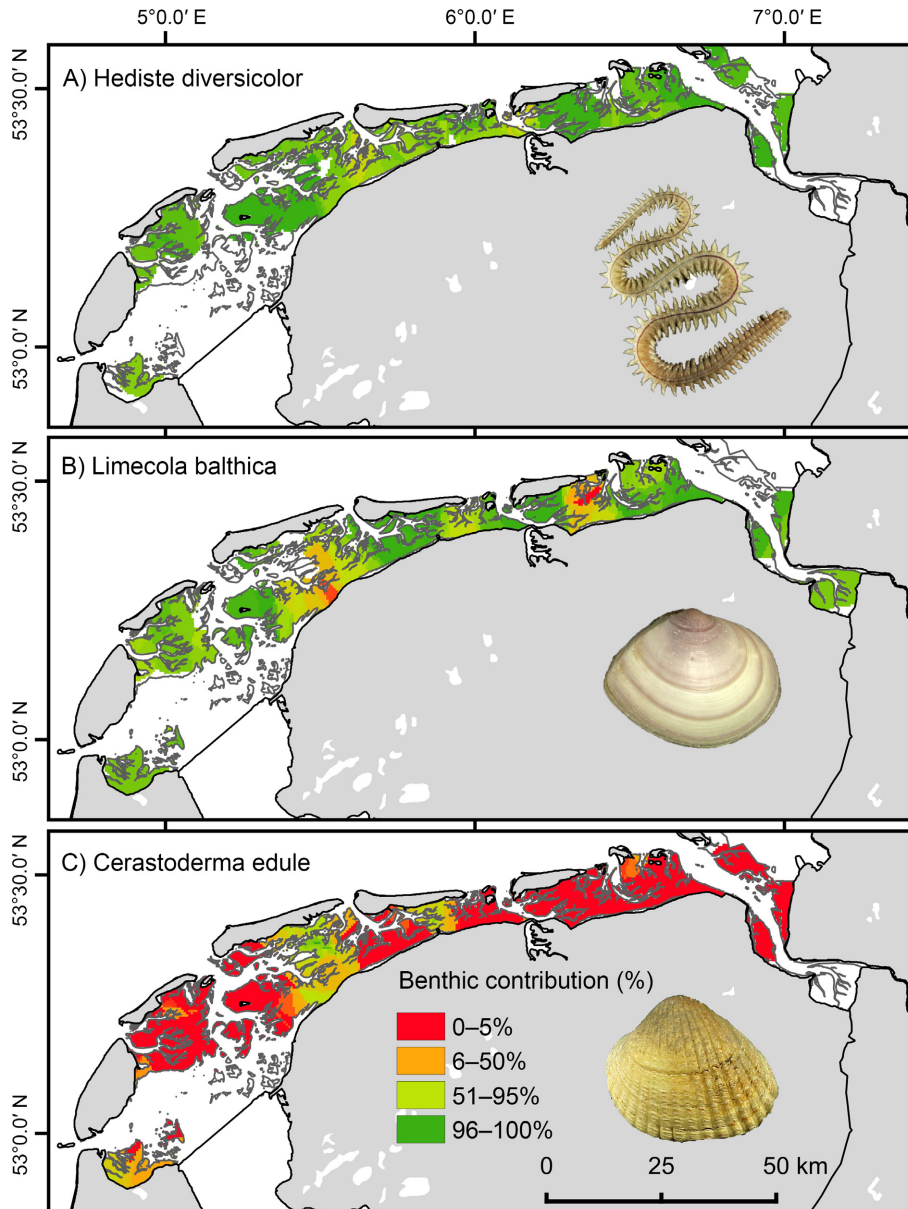 5°0.0′ E 6°0.0′ E 7°0.0′ E
53°30.0′ N
A) Hediste diversicolor
53°0.0′ N
53°30.0′ N
B) Limecola balthica
53°0.0′ N
53°30.0′ N
C) Cerastoderma edule
53°0.0′ N
Benthic contribution (%)
0–5%
6–50%
51–95%
96–100%
0 25 50 km